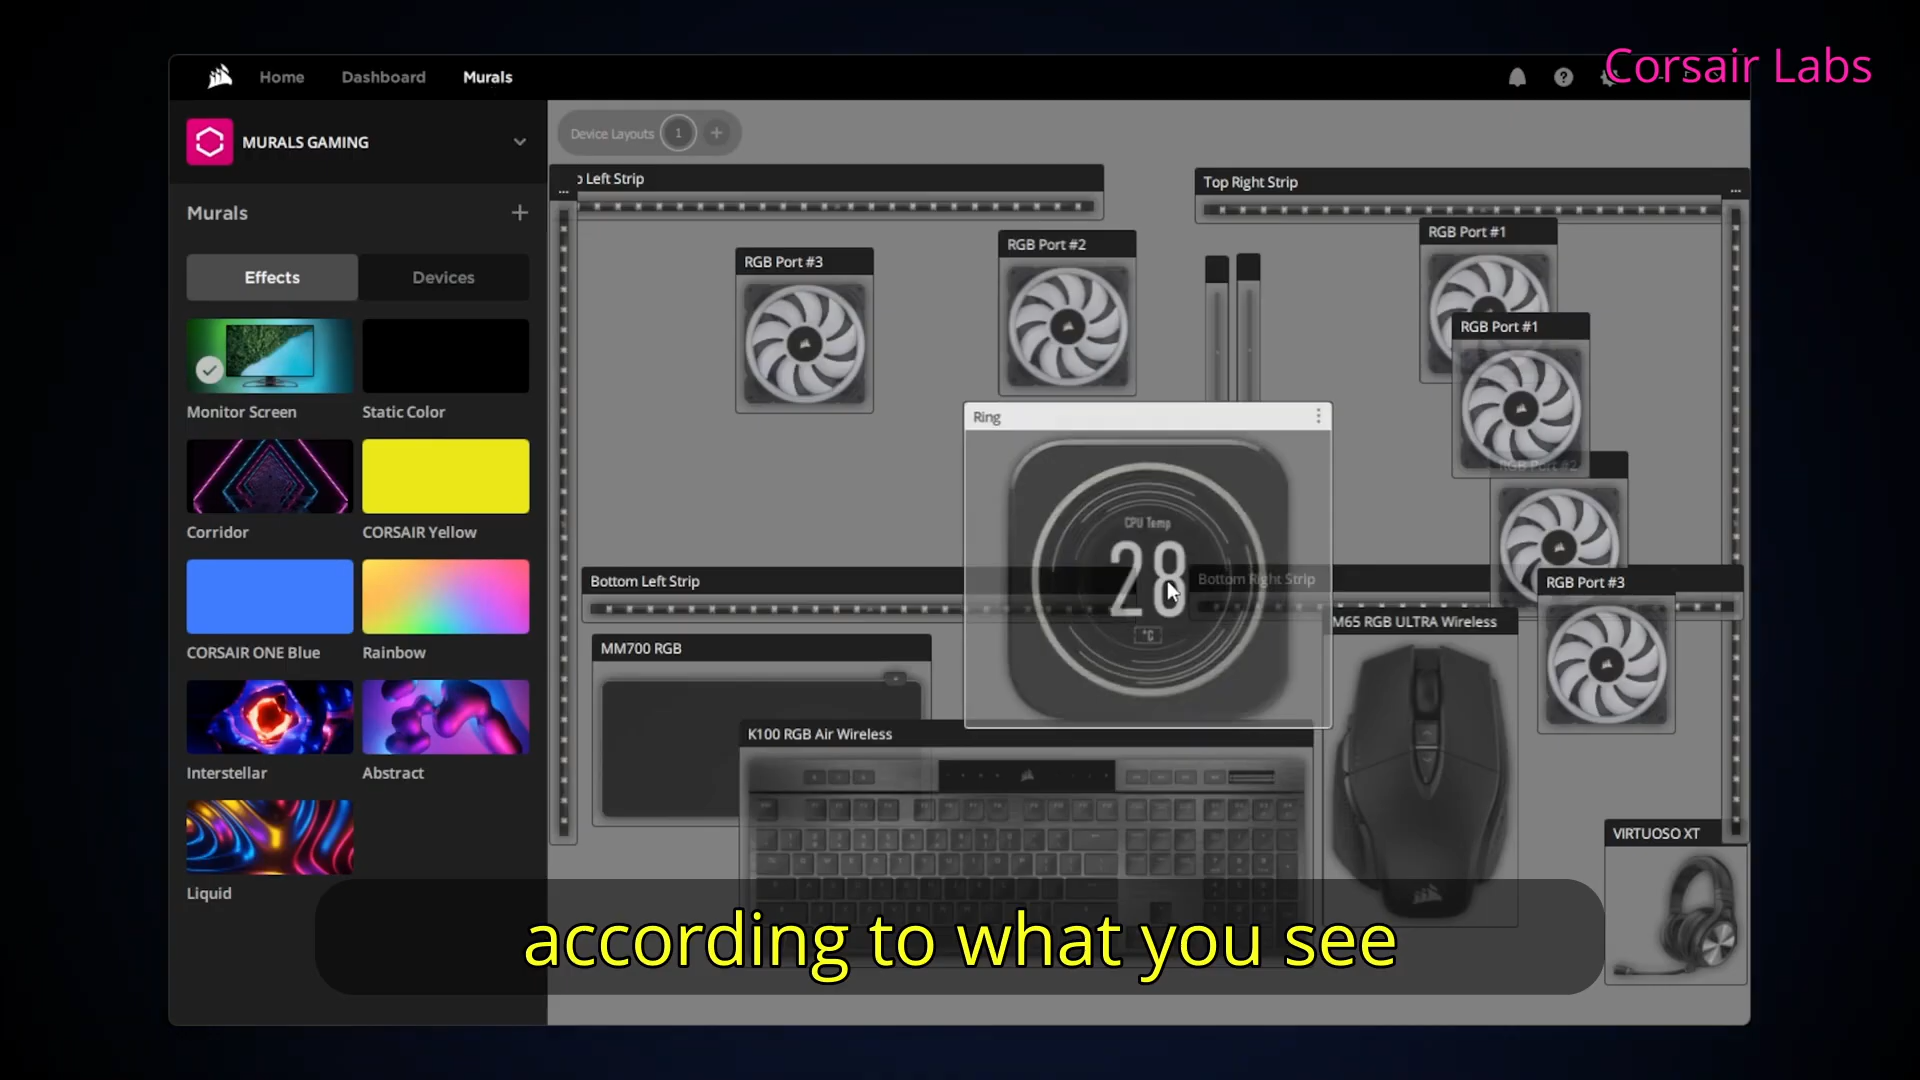 Corsair Labs
Home
Dashboard
Murals
MURALS GAMING
Device Layouts
1
Murals
Effects
Devices
Monitor Screen
Static Color
Corridor
CORSAIR Yellow
CORSAIR ONE Blue
Rainbow
Interstellar
Abstract
Liquid
p Left Strip
...
Top Right Strip
...
RGB Port #3
RGB Port #2
RGB Port #1
RGB Port #1
RGB Port #2
Ring
CPU Temp
28
°C
Bottom Left Strip
Bottom Right Strip
RGB Port #3
MM700 RGB
M65 RGB ULTRA Wireless
K100 RGB Air Wireless
VIRTUOSO XT
according to what you see